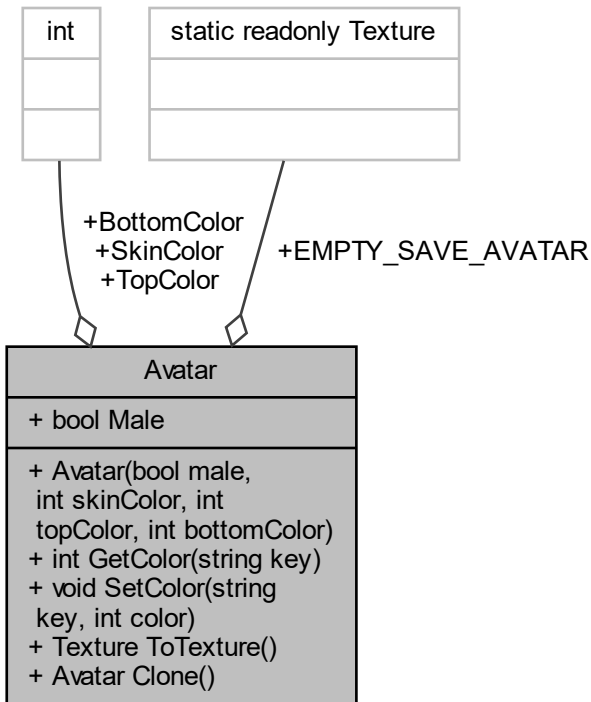 int
static readonly Texture
+BottomColor
+SkinColor
+TopColor
+EMPTY_SAVE_AVATAR
Avatar
+ bool Male
+ Avatar(bool male,
int skinColor, int
topColor, int bottomColor)
+ int GetColor(string key)
+ void SetColor(string
key, int color)
+ Texture ToTexture()
+ Avatar Clone()